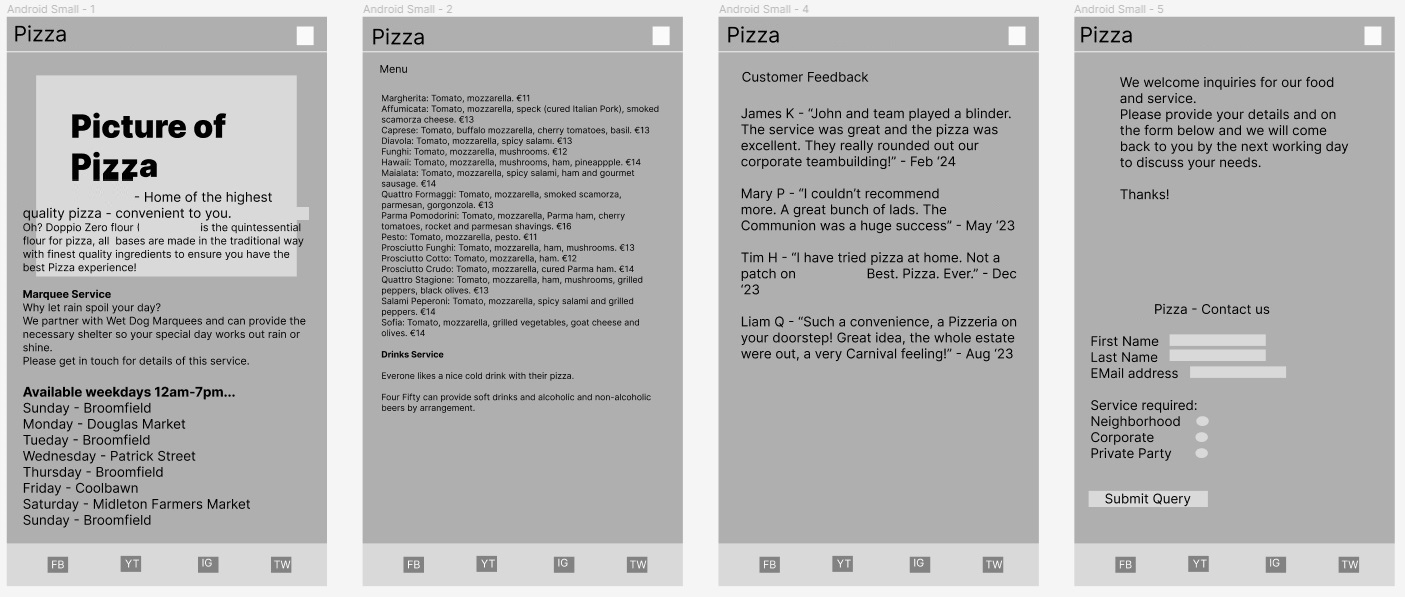 Android Small - 1
Pizza
Picture of
Pizza
- Home of the highest
quality pizza - convenient to you.
Oh? Doppio Zero flour ( is the quintessential
flour for pizza, all bases are made in the traditional way
with finest quality ingredients to ensure you have the
best Pizza experience!
Marquee Service
Why let rain spoil your day?
We partner with Wet Dog Marquees and can provide the
necessary shelter so your special day works out rain or
shine.
Please get in touch for details of this service.
Available weekdays 12am-7pm...
Sunday - Broomfield
Monday - Douglas Market
Tueday - Broomfield
Wednesday - Patrick Street
Thursday - Broomfield
Friday - Coolbawn
Saturday - Midleton Farmers Market
Sunday - Broomfield
FB YT IG TW
Android Small - 2
Pizza
Menu
Margherita: Tomato, mozzarella. €11
Affumicata: Tomato, mozzarella, speck (cured Italian Pork), smoked
scamorza cheese. €13
Caprese: Tomato, buffalo mozzarella, cherry tomatoes, basil. €13
Diavola: Tomato, mozzarella, spicy salami. €13
Funghi: Tomato, mozzarella, mushrooms. €12
Hawaii: Tomato, mozzarella, mushrooms, ham, pineappple. €14
Maialata: Tomato, mozzarella, spicy salami, ham and gourmet
sausage. €14
Quattro Formaggi: Tomato, mozzarella, smoked scamorza,
parmesan, gorgonzola. €13
Parma Pomodorini: Tomato, mozzarella, Parma ham, cherry
tomatoes, rocket and parmesan shavings. €16
Pesto: Tomato, mozzarella, pesto. €11
Prosciutto Funghi: Tomato, mozzarella, ham, mushrooms. €13
Prosciutto Cotto: Tomato, mozzarella, ham. €12
Prosciutto Crudo: Tomato, mozzarella, cured Parma ham. €14
Quattro Stagione: Tomato, mozzarella, ham, mushrooms, grilled
peppers, black olives. €13
Salami Peperoni: Tomato, mozzarella, spicy salami and grilled
peppers. €14
Sofia: Tomato, mozzarella, grilled vegetables, goat cheese and
olives. €14
Drinks Service
Everone likes a nice cold drink with their pizza.
Four Fifty can provide soft drinks and alcoholic and non-alcoholic
beers by arrangement.
FB YT IG TW
Android Small - 4
Pizza
Customer Feedback
James K - “John and team played a blinder.
The service was great and the pizza was
excellent. They really rounded out our
corporate teambuilding!” - Feb ’24
Mary P - “I couldn’t recommend
more. A great bunch of lads. The
Communion was a huge success” - May ’23
Tim H - “I have tried pizza at home. Not a
patch on Best. Pizza. Ever.” - Dec
’23
Liam Q - “Such a convenience, a Pizzeria on
your doorstep! Great idea, the whole estate
were out, a very Carnival feeling!” - Aug ’23
FB YT IG TW
Android Small - 5
Pizza
We welcome inquiries for our food
and service.
Please provide your details and on
the form below and we will come
back to you by the next working day
to discuss your needs.
Thanks!
Pizza - Contact us
First Name
Last Name
EMail address
Service required:
Neighborhood
Corporate
Private Party
Submit Query
FB YT IG TW